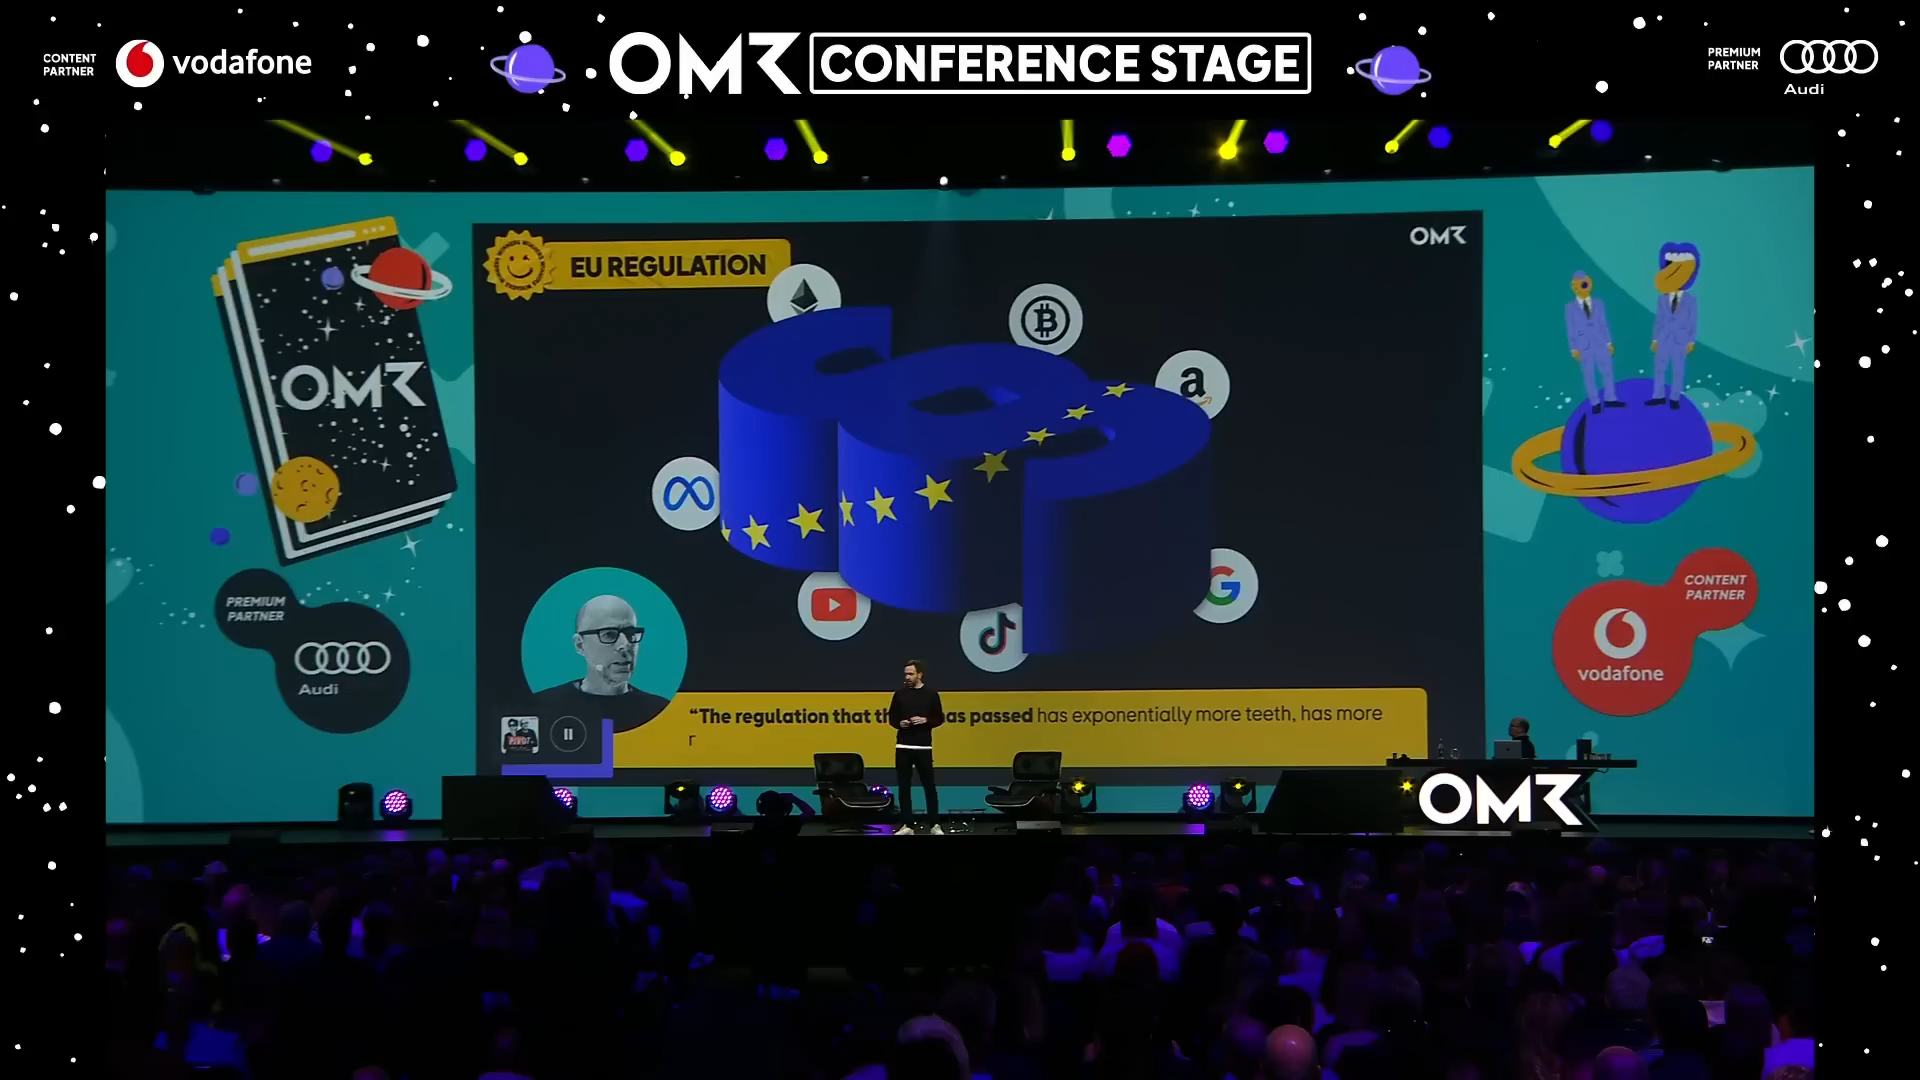 CONTENT
PARTNER
vodafone
OMR CONFERENCE STAGE
PREMIUM
PARTNER
Audi
EU REGULATION
OMR
OMR
PREMIUM
PARTNER
Audi
CONTENT
PARTNER
vodafone
“The regulation that th as passed has exponentially more teeth, has more
r
OMR